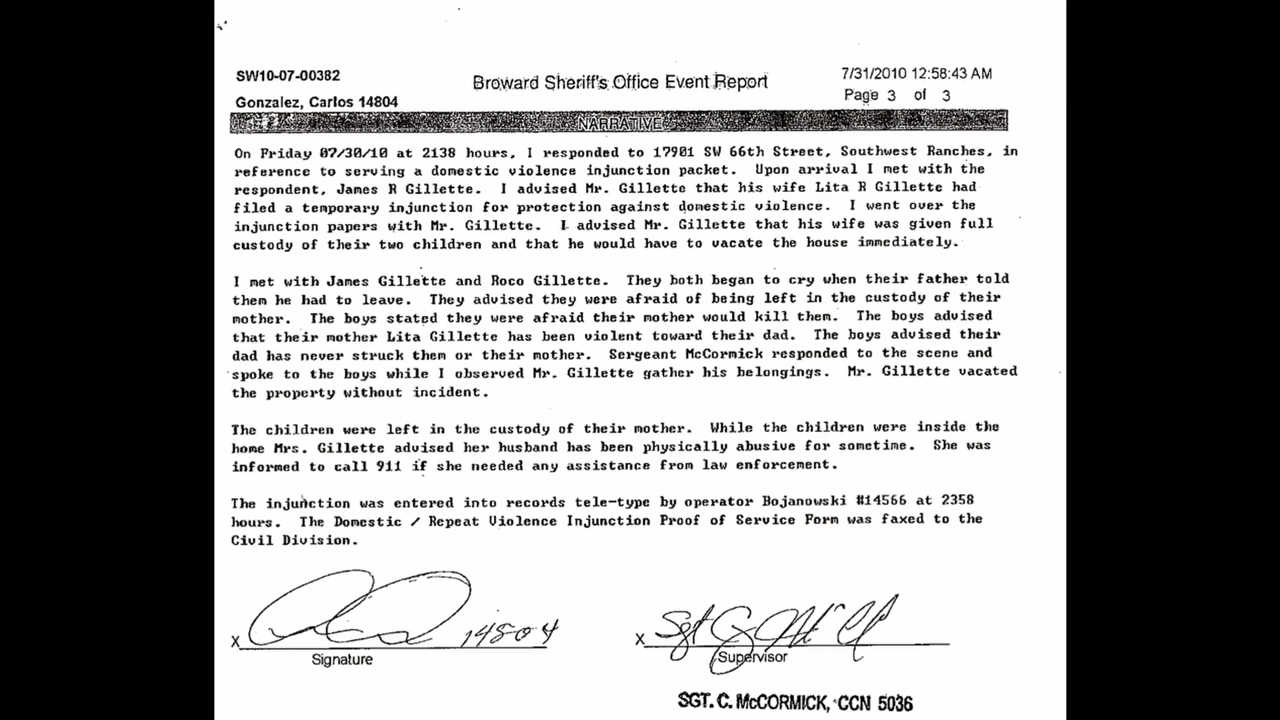 SW10-07-00382
Broward Sheriff's Office Event Report
7/31/2010 12:58:43 AM
Gonzalez, Carlos 14804
Page 3 of 3
NARRATIVE
On Friday 07/30/10 at 2138 hours, I responded to 17901 SW 66th Street, Southwest Ranches, in
reference to serving a domestic violence injunction packet. Upon arrival I met with the
respondent, James R Gillette. I advised Mr. Gillette that his wife Lita R Gillette had
filed a temporary injunction for protection against domestic violence. I went over the
injunction papers with Mr. Gillette. I advised Mr. Gillette that his wife was given full
custody of their two children and that he would have to vacate the house immediately.
I met with James Gillette and Roco Gillette. They both began to cry when their father told
them he had to leave. They advised they were afraid of being left in the custody of their
mother. The boys stated they were afraid their mother would kill them. The boys advised
that their mother Lita Gillette has been violent toward their dad. The boys advised their
dad has never struck them or their mother. Sergeant McCormick responded to the scene and
spoke to the boys while I observed Mr. Gillette gather his belongings. Mr. Gillette vacated
the property without incident.
The children were left in the custody of their mother. While the children were inside the
home Mrs. Gillette advised her husband has been physically abusive for sometime. She was
informed to call 911 if she needed any assistance from law enforcement.
The injunction was entered into records tele-type by operator Bojanowski #14566 at 2358
hours. The Domestic / Repeat Violence Injunction Proof of Service Form was faxed to the
Civil Division.
X 14804
X Sgt
Signature
Supervisor
SGT. C. McCORMICK, CCN 5036